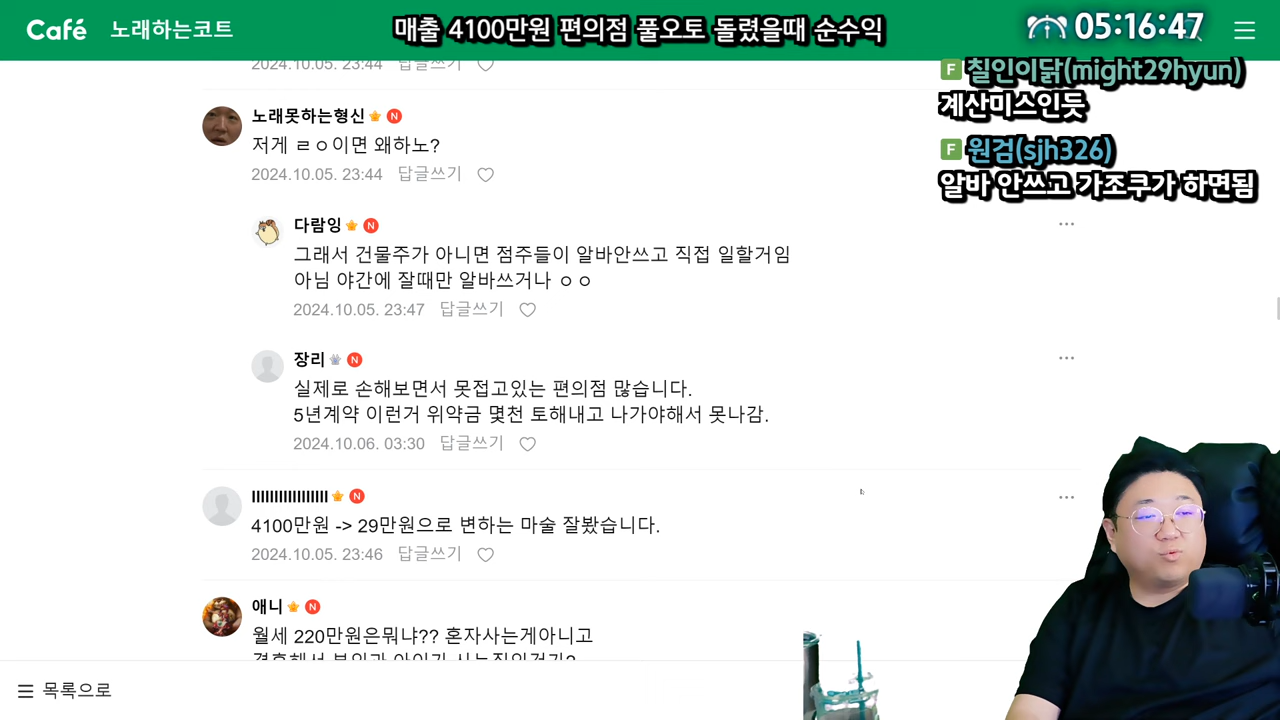 Café 노래하는코트
매출 4100만원 편의점 풀오토 돌렸을때 순수익
05:16:47
2024.10.05. 23:44 답글쓰기
F 칠인이닭(might29hyun)
계산미스인듯
F 원검(sjh326)
알바 안쓰고 가조쿠가 하면됨
노래못하는형신 N
저게 ㄹㅇ이면 왜하노?
2024.10.05. 23:44 답글쓰기
다람잉 N
그래서 건물주가 아니면 점주들이 알바안쓰고 직접 일할거임
아님 야간에 잘때만 알바쓰거나 ㅇㅇ
2024.10.05. 23:47 답글쓰기
장리 N
실제로 손해보면서 못접고있는 편의점 많습니다.
5년계약 이런거 위약금 몇천 토해내고 나가야해서 못나감.
2024.10.06. 03:30 답글쓰기
llllllllllllllllll N
4100만원 -> 29만원으로 변하는 마술 잘봤습니다.
2024.10.05. 23:46 답글쓰기
애니 N
월세 220만원은뭐냐?? 혼자사는게아니고
목록으로